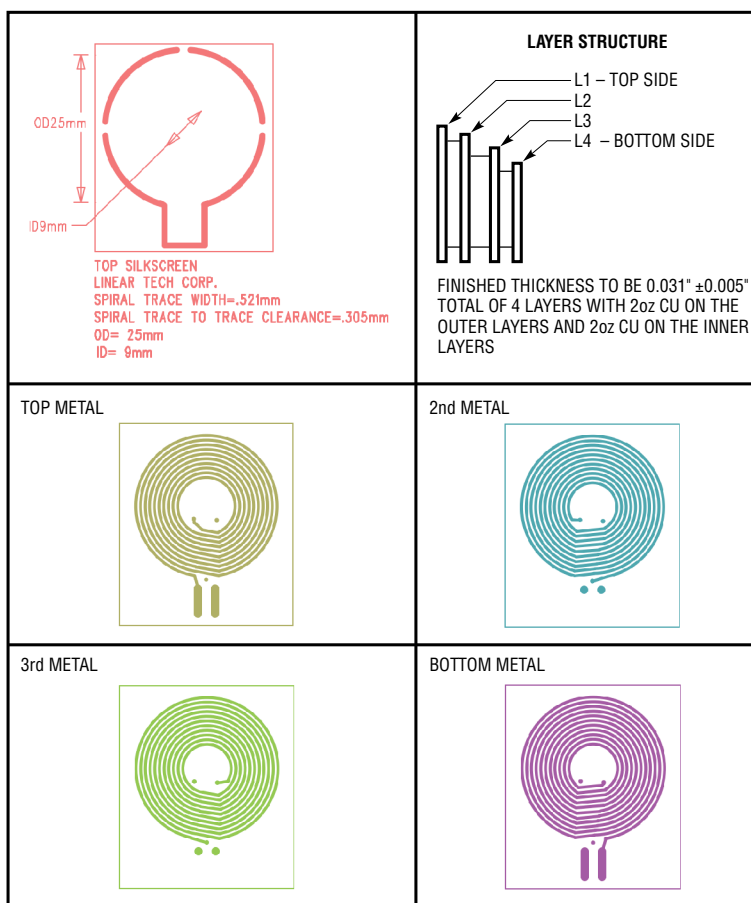 OD25mm
ID9mm
TOP SILKSCREEN
LINEAR TECH CORP.
SPIRAL TRACE WIDTH=.521mm
SPIRAL TRACE TO TRACE CLEARANCE=.305mm
OD= 25mm
ID= 9mm
LAYER STRUCTURE
L1 – TOP SIDE
L2
L3
L4 – BOTTOM SIDE
FINISHED THICKNESS TO BE 0.031" ±0.005"
TOTAL OF 4 LAYERS WITH 2oz CU ON THE
OUTER LAYERS AND 2oz CU ON THE INNER
LAYERS
TOP METAL
2nd METAL
3rd METAL
BOTTOM METAL